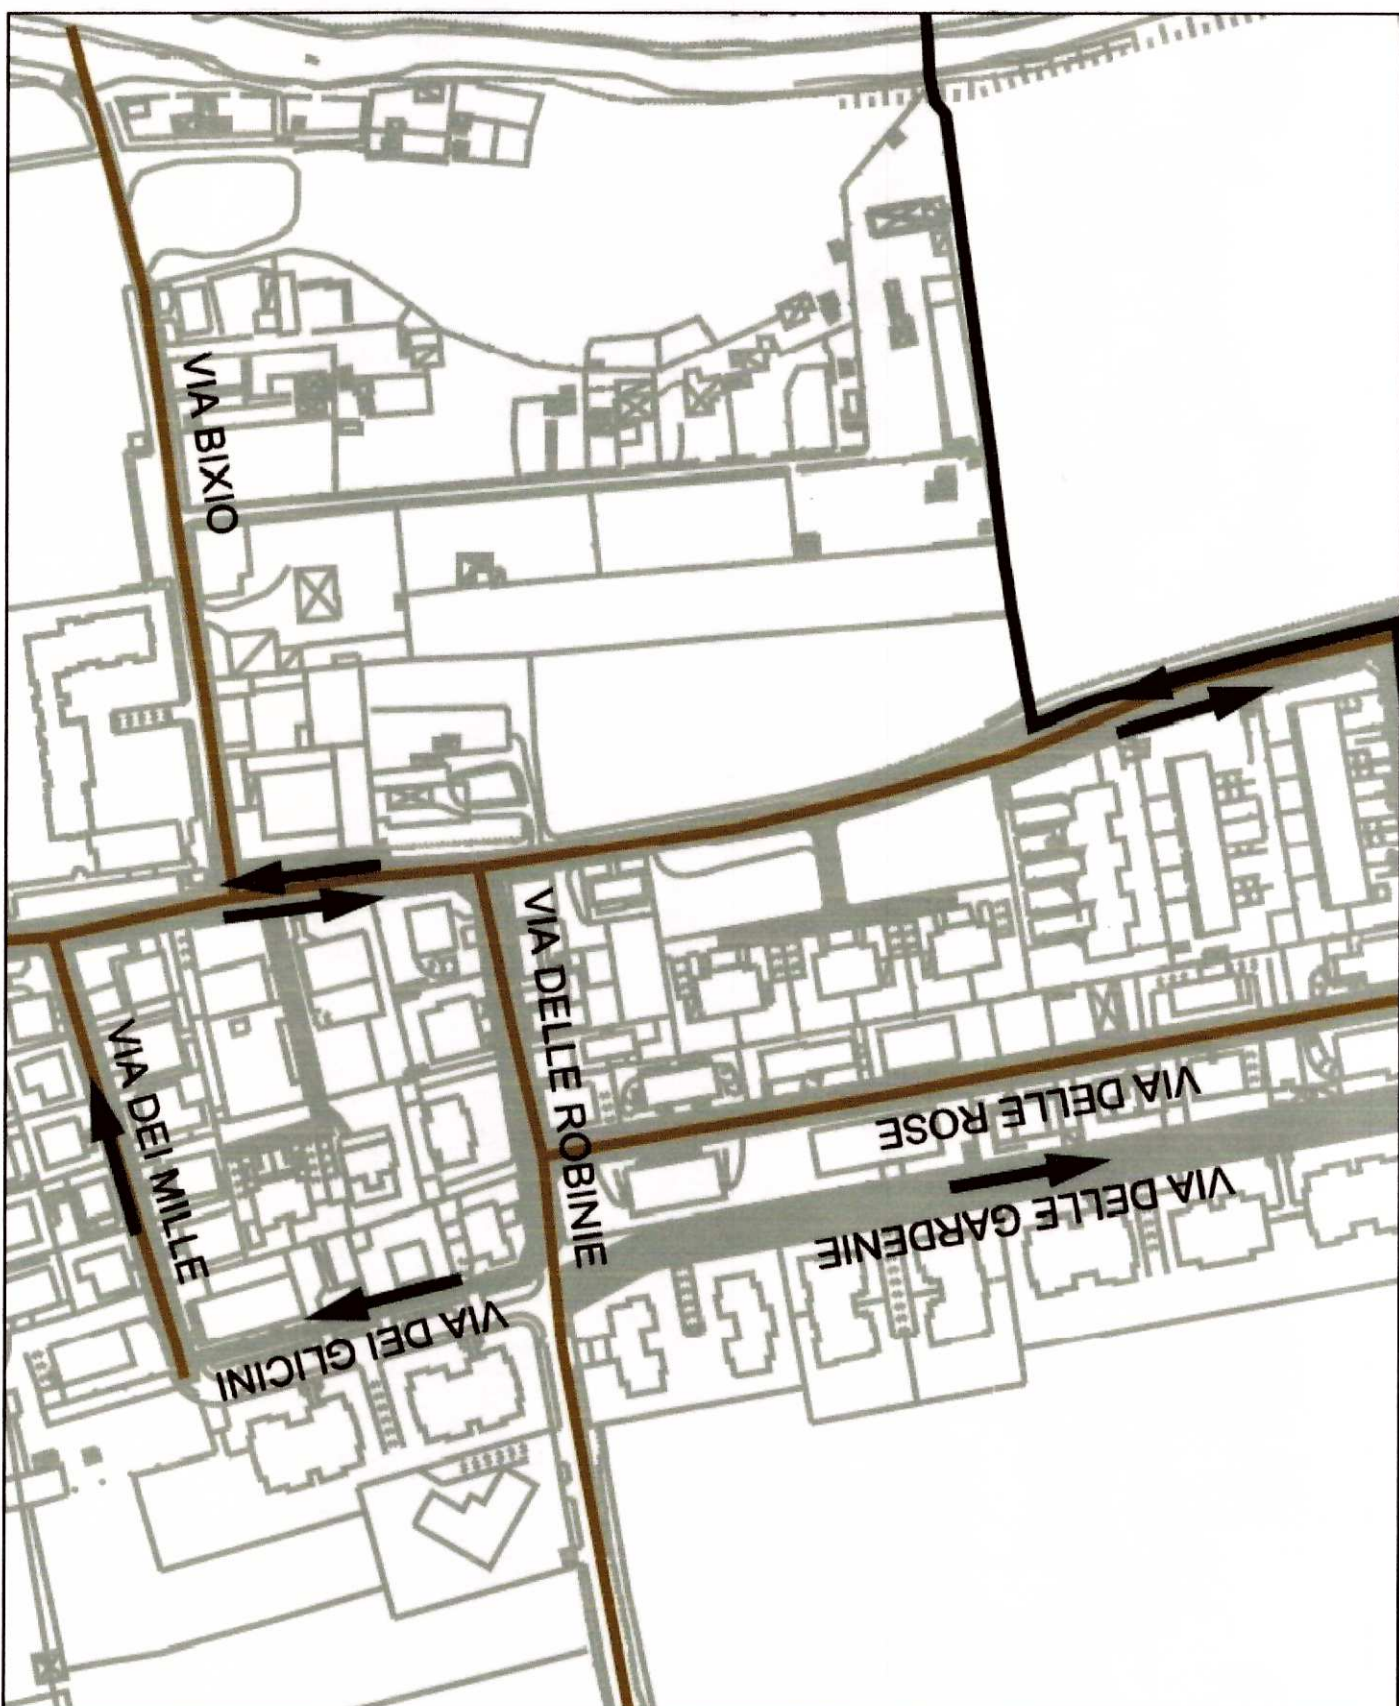 VIA BIXIO
VIA DELLE ROBINIE
VIA DEI MILLE
VIA DELLE ROSE
VIA DELLE GARDENIE
VIA DEI GLICINI